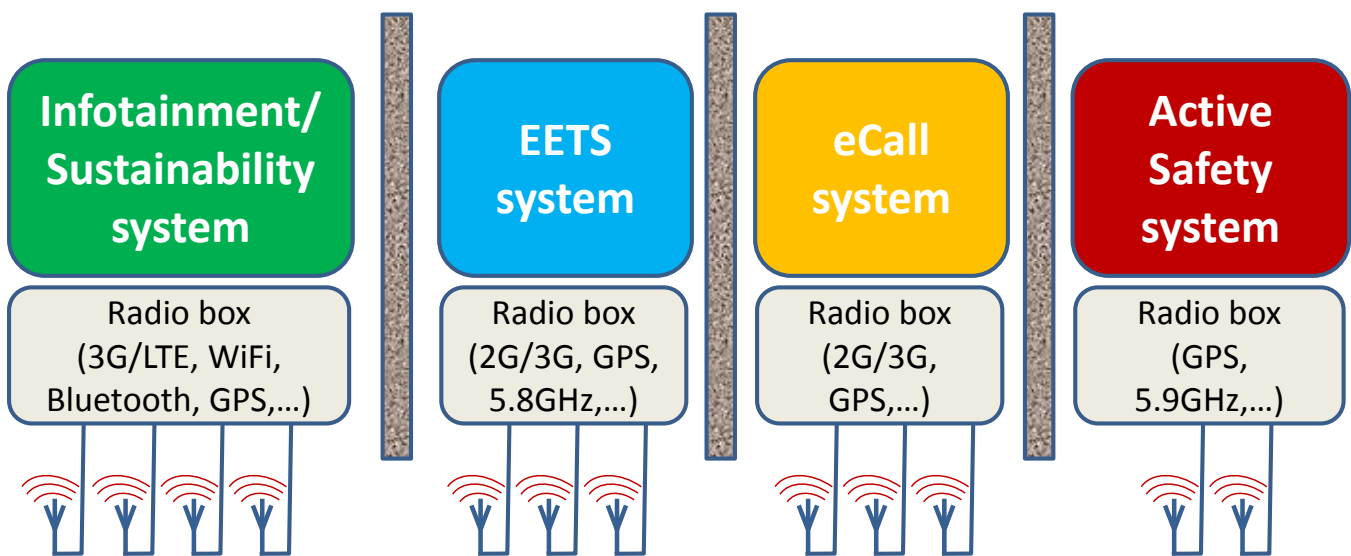 Infotainment/
Sustainability
system
EETS
system
eCall
system
Active
Safety
system
Radio box
(3G/LTE, WiFi,
Bluetooth, GPS,...)
Radio box
(2G/3G, GPS,
5.8GHz,...)
Radio box
(2G/3G,
GPS,...)
Radio box
(GPS,
5.9GHz,...)